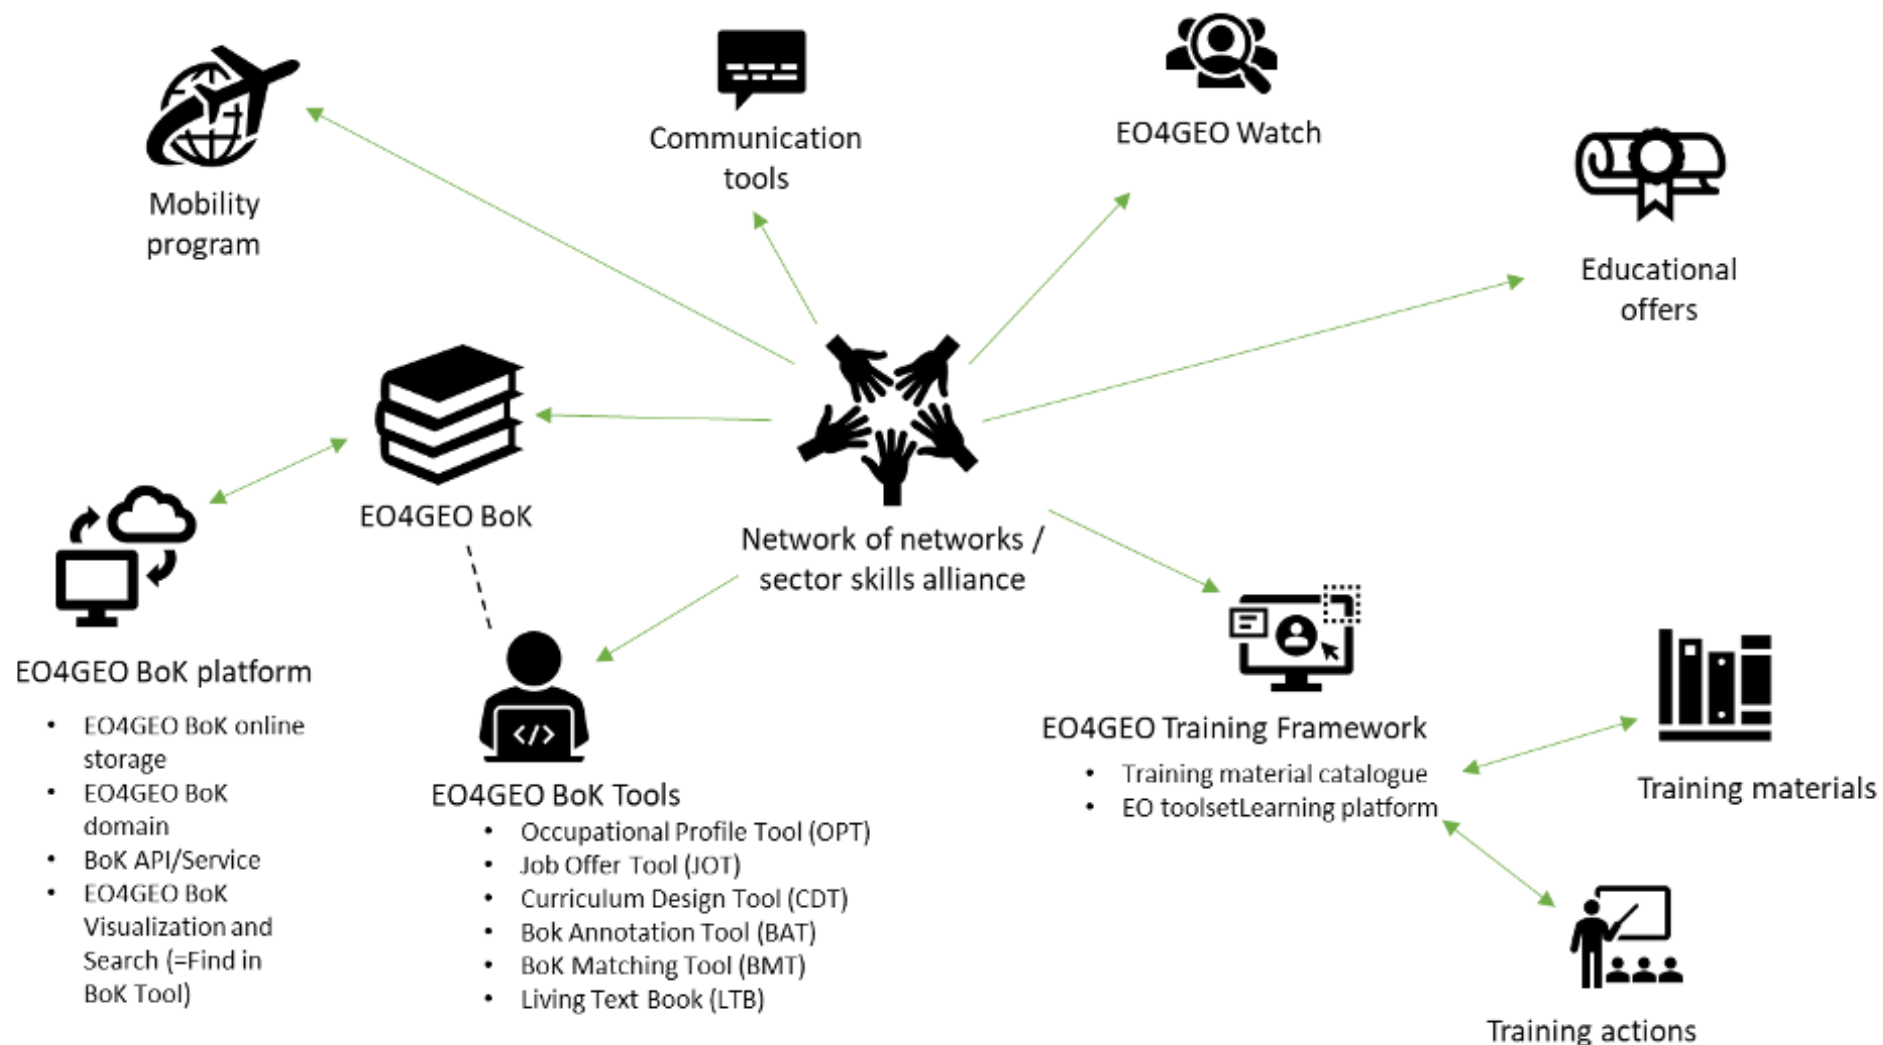 Communication
tools
EO4GEO Watch
Mobility
program
Educational
offers
EO4GEO BoK
Network of networks /
sector skills alliance
EO4GEO BoK platform
• EO4GEO BoK online
storage
• EO4GEO BoK
domain
• BoK API/Service
• EO4GEO BoK
Visualization and
Search (=Find in
BoK Tool)
</>
EO4GEO BoK Tools
• Occupational Profile Tool (OPT)
• Job Offer Tool (JOT)
• Curriculum Design Tool (CDT)
• Bok Annotation Tool (BAT)
• BoK Matching Tool (BMT)
• Living Text Book (LTB)
EO4GEO Training Framework
• Training material catalogue
• EO toolsetLearning platform
Training materials
Training actions